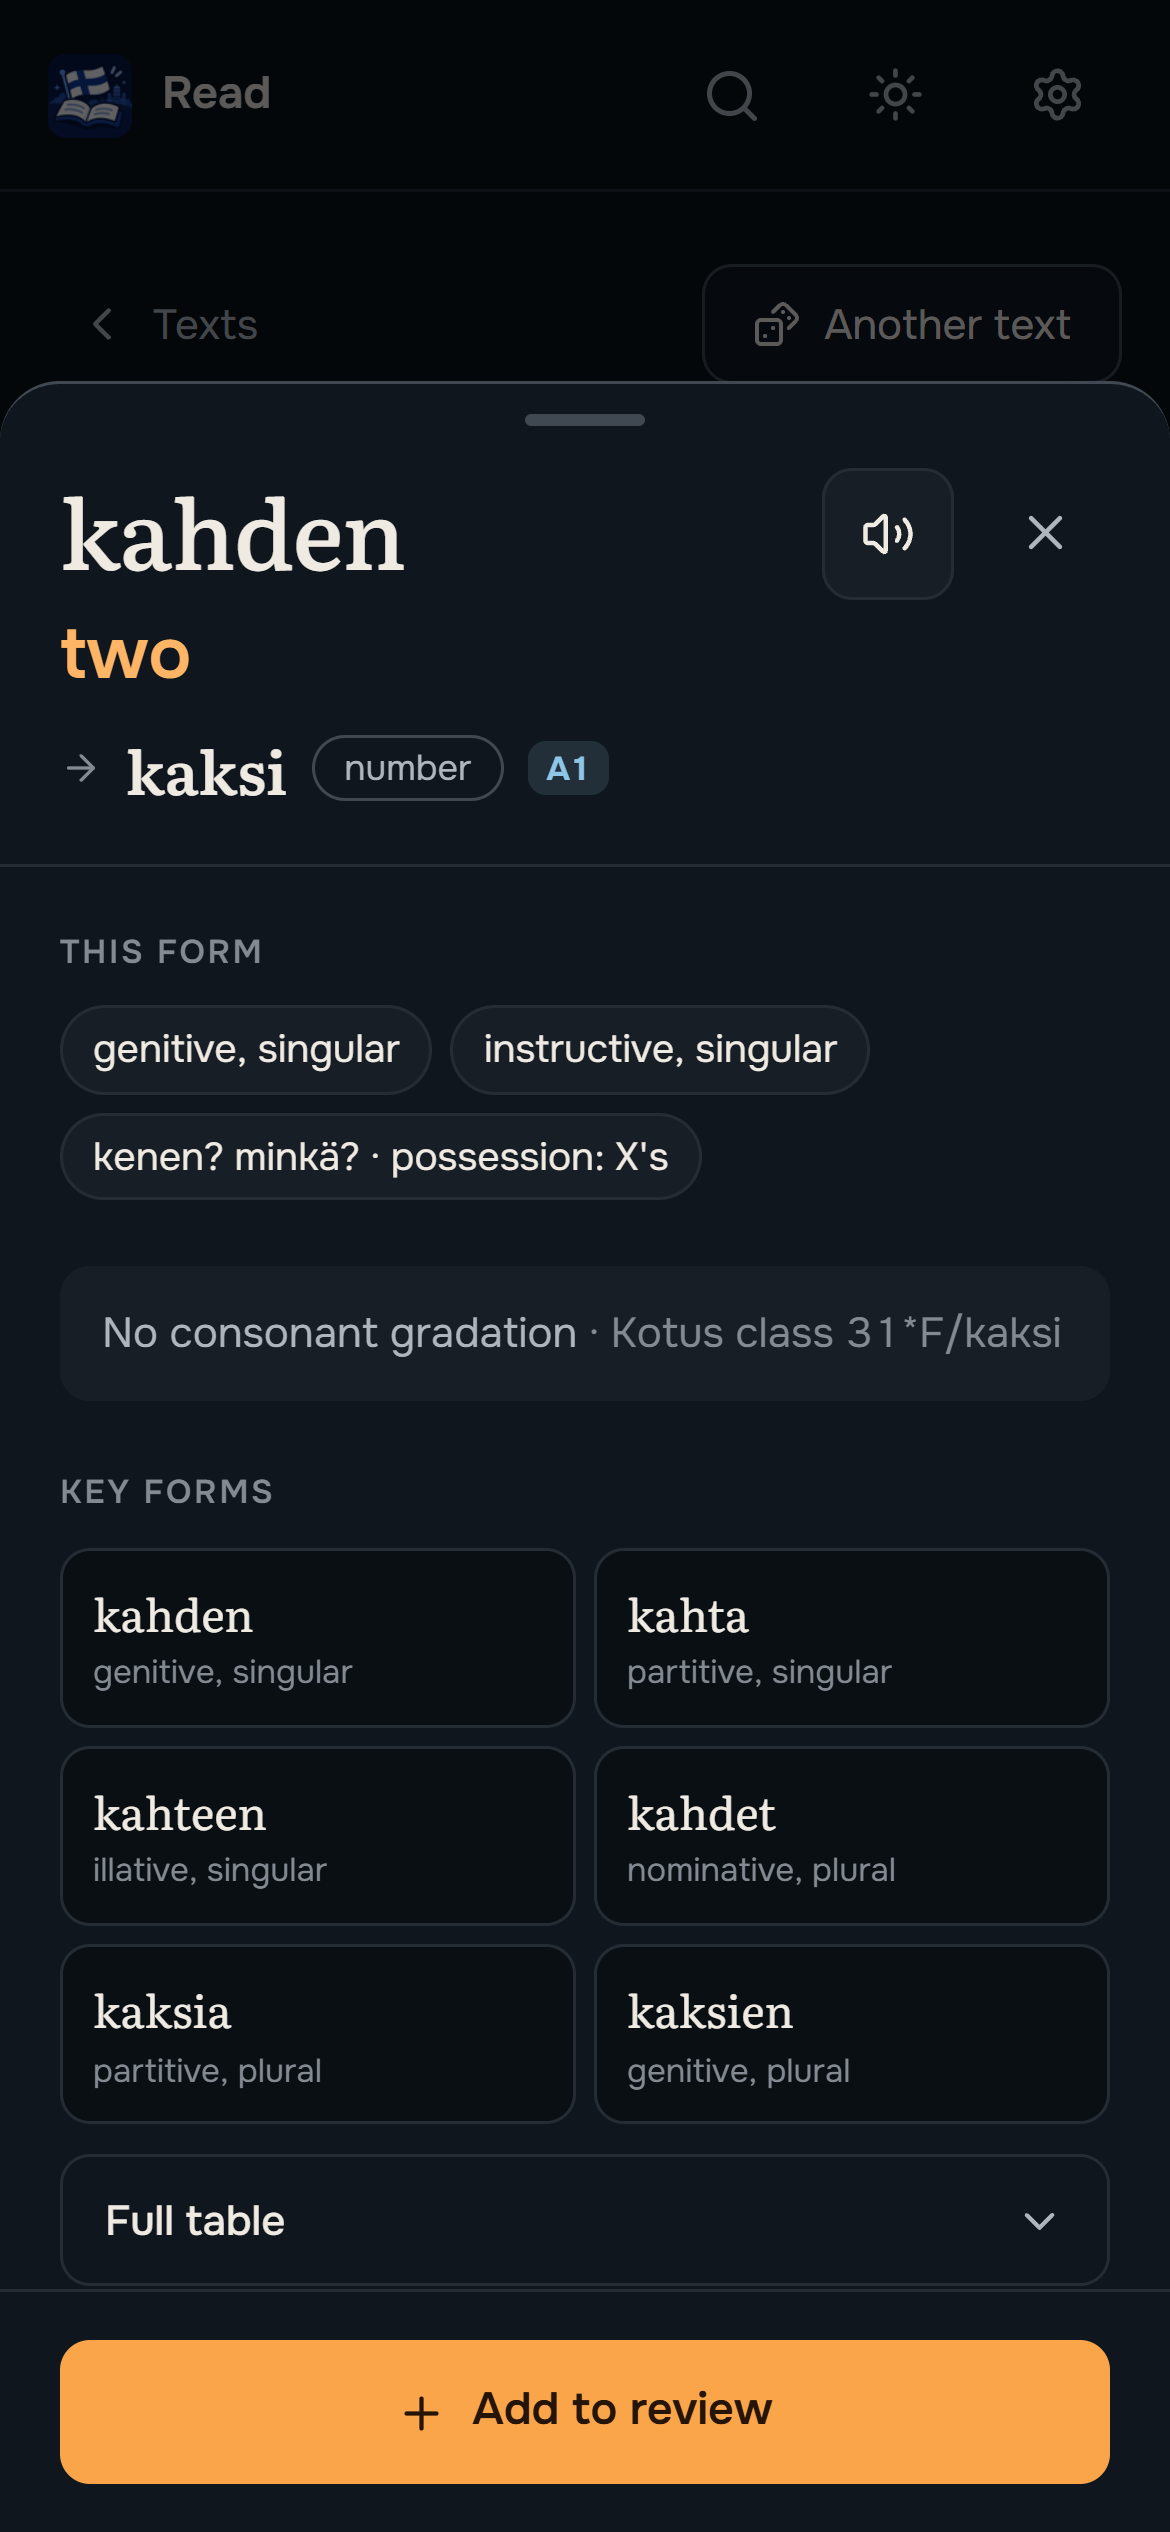 Read
Texts
Another text
kahden
two
→ kaksi number A1
THIS FORM
genitive, singular
instructive, singular
kenen? minkä? · possession: X's
No consonant gradation · Kotus class 31*F/kaksi
KEY FORMS
kahden
genitive, singular
kahta
partitive, singular
kahteen
illative, singular
kahdet
nominative, plural
kaksia
partitive, plural
kaksien
genitive, plural
Full table
+ Add to review